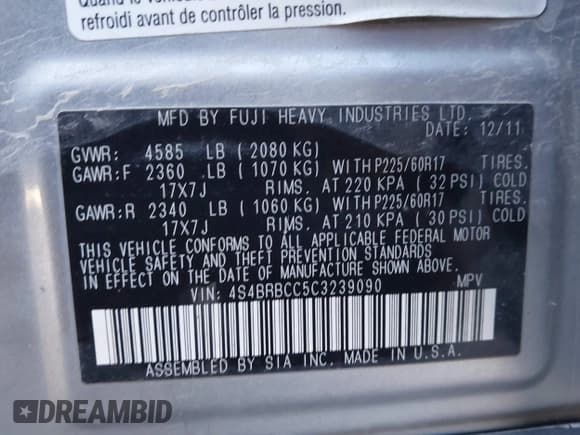 refroidi avant de contrôler la pression.
MFD BY FUJI HEAVY INDUSTRIES LTD.
DATE: 12/11
GVWR: 4585 LB (2080 KG)
GAWR:F 2360 LB (1070 KG) WITH P225/60R17 TIRES.
17X7J RIMS. AT 220 KPA (32 PSI) COLD
GAWR:R 2340 LB (1060 KG) WITH P225/60R17 TIRES.
17X7J RIMS. AT 210 KPA (30 PSI) COLD
THIS VEHICLE CONFORMS TO ALL APPLICABLE FEDERAL MOTOR
VEHICLE SAFETY AND THEFT PREVENTION STANDARDS
IN EFFECT ON THE DATE OF MANUFACTURE SHOWN ABOVE.
VIN: 4S4BRBCC5C3239090 MPV
ASSEMBLED BY SIA INC. MADE IN U.S.A.
DREAMBID